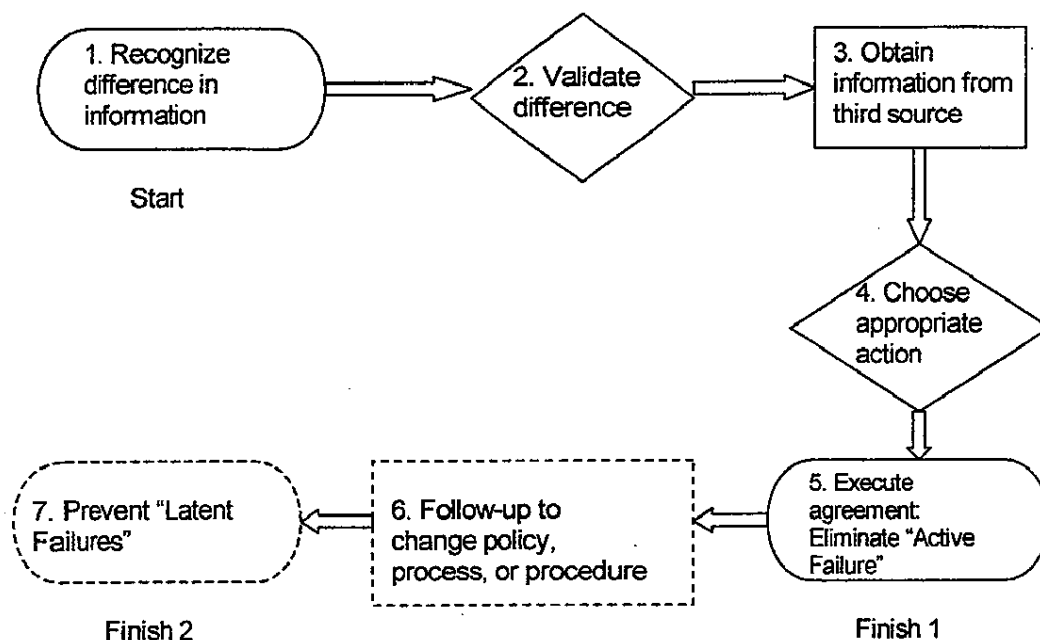 1. Recognize
difference in
information
Start
2. Validate
difference
3. Obtain
information from
third source
4. Choose
appropriate
action
5. Execute
agreement:
Eliminate “Active
Failure”
Finish 1
6. Follow-up to
change policy,
process, or procedure
7. Prevent “Latent
Failures”
Finish 2